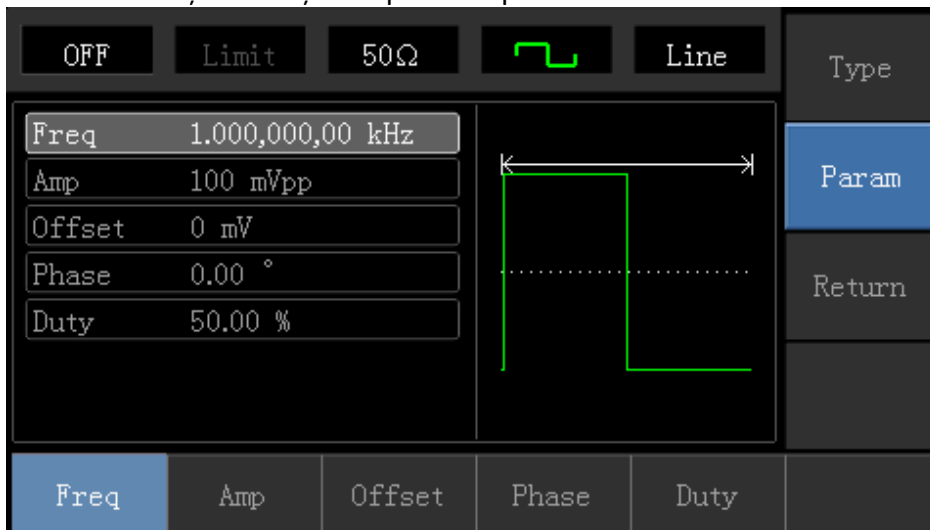 OFF Limit 50Ω Line
Type
Freq 1.000,000,00 kHz
Amp 100 mVpp
Param
Offset 0 mV
Phase 0.00 °
Return
Duty 50.00 %
Freq Amp Offset Phase Duty